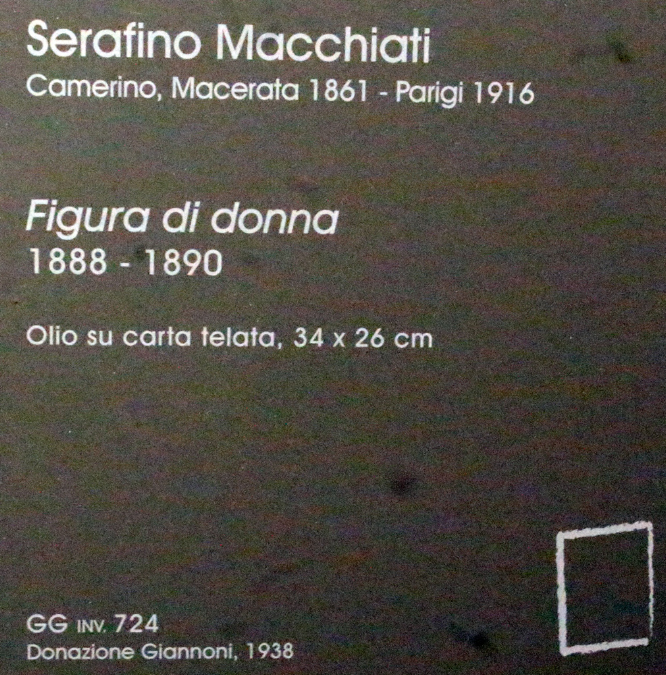 Serafino Macchiati
Camerino, Macerata 1861 - Parigi 1916
Figura di donna
1888 - 1890
Olio su carta telata, 34 x 26 cm
GG INV. 724
Donazione Giannoni, 1938